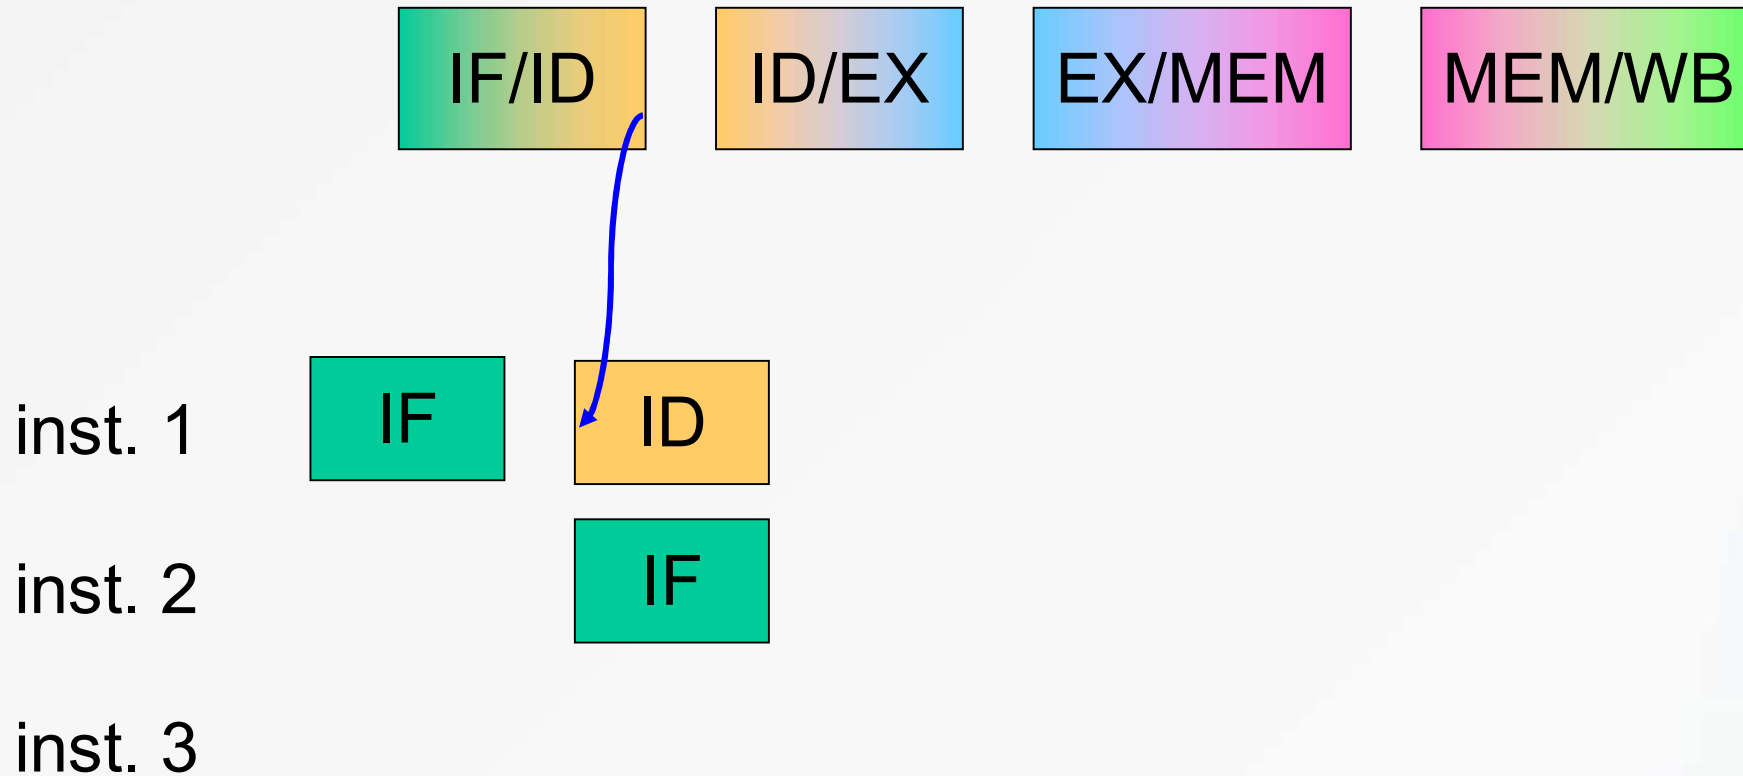 IF/ID ID/EX EX/MEM MEM/WB
inst. 1 IF ID
inst. 2 IF
inst. 3